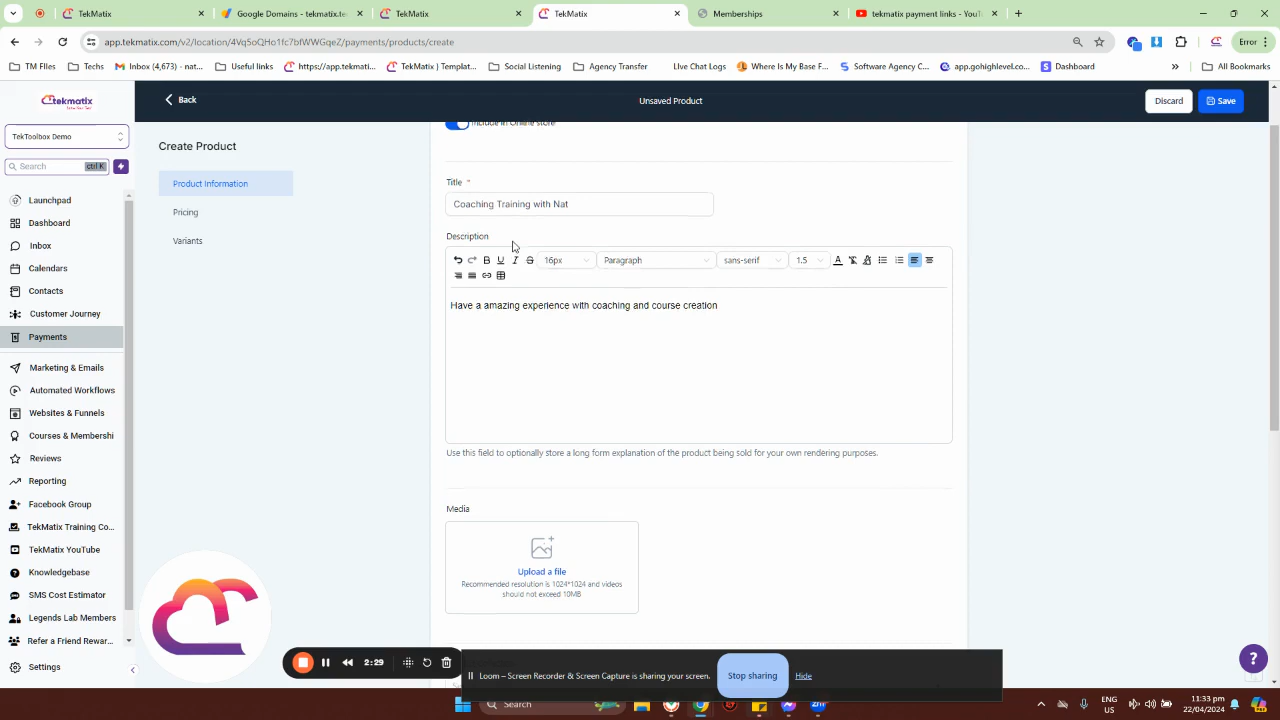 TekMatix
Google Domains - tekmatix.te
TekMatix
TekMatix
Memberships
tekmatix payment links - You
app.tekmatix.com/v2/location/4Vq5oQHo1fc7bfWWGqeZ/payments/products/create
Error
TM FIles
Techs
Inbox (4,673) - natasht
Useful links
https://app.tekmatix
TekMatix ) Templat...
Social Listening
Agency Transfer
LIve Chat Logs
Where Is My Base F...
Software Agency C...
app.gohighlevel.com...
Dashboard
All Bookmarks
tekmatix
Back
Unsaved Product
Discard
Save
TekToolbox Demo
Search
ctrl K
Launchpad
Dashboard
Inbox
Calendars
Contacts
Customer Journey
Payments
Marketing & Emails
Automated Workflows
Websites & Funnels
Courses & Membershi
Reviews
Reporting
Facebook Group
TekMatix Training Co...
TekMatix YouTube
Knowledgebase
SMS Cost Estimator
Legends Lab Members
Refer a Friend Rewar...
Settings
Create Product
Product Information
Pricing
Variants
Include in Online store
Title *
Coaching Training with Nat
Description
16px
Paragraph
sans-serif
1.5
Have a amazing experience with coaching and course creation
Use this field to optionally store a long form explanation of the product being sold for your own rendering purposes.
Media
Upload a file
Recommended resolution is 1024*1024 and videos
should not exceed 10MB
2:29
Loom – Screen Recorder & Screen Capture is sharing your screen.
Stop sharing
Hide
Search
ENG
US
11:33 pm
22/04/2024